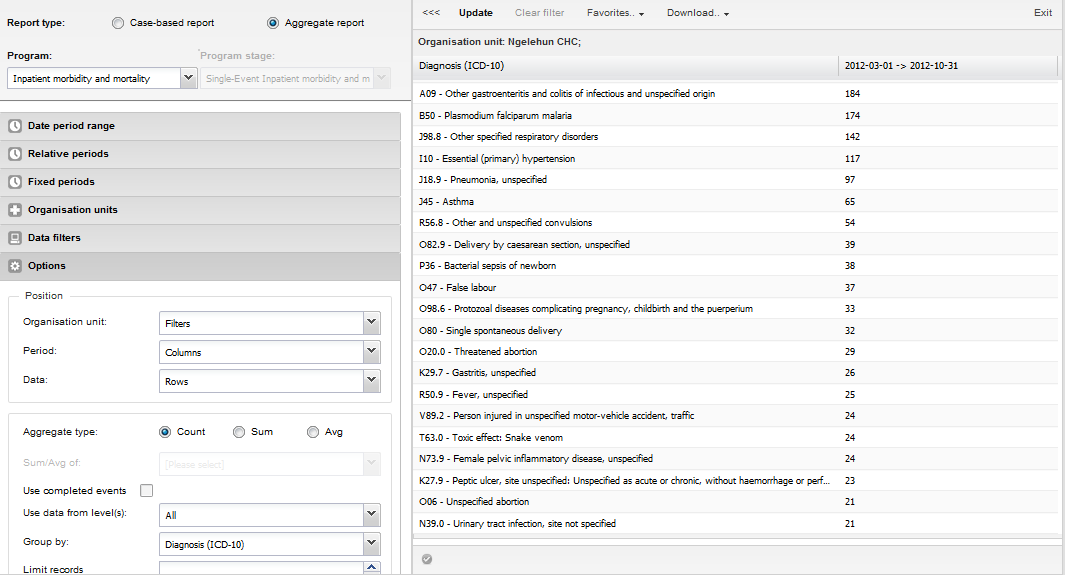 Report type:
Case-based report
Aggregate report
Program:
Program stage:
Inpatient morbidity and mortality
Single-Event Inpatient morbidity and m
Date period range
Relative periods
Fixed periods
Organisation units
Data filters
Options
Position
Organisation unit:
Filters
Period:
Columns
Data:
Rows
Aggregate type:
Count
Sum
Avg
Sum/Avg of:
[Please select]
Use completed events
Use data from level(s):
All
Group by:
Diagnosis (ICD-10)
Limit records
<<< Update Clear filter Favorites.. Download.. Exit
Organisation unit: Ngelehun CHC;
Diagnosis (ICD-10) 2012-03-01 -> 2012-10-31
A09 - Other gastroenteritis and colitis of infectious and unspecified origin 184
B50 - Plasmodium falciparum malaria 174
J98.8 - Other specified respiratory disorders 142
I10 - Essential (primary) hypertension 117
J18.9 - Pneumonia, unspecified 97
J45 - Asthma 65
R56.8 - Other and unspecified convulsions 54
O82.9 - Delivery by caesarean section, unspecified 39
P36 - Bacterial sepsis of newborn 38
O47 - False labour 37
O98.6 - Protozoal diseases complicating pregnancy, childbirth and the puerperium 33
O80 - Single spontaneous delivery 32
O20.0 - Threatened abortion 29
K29.7 - Gastritis, unspecified 26
R50.9 - Fever, unspecified 25
V89.2 - Person injured in unspecified motor-vehicle accident, traffic 24
T63.0 - Toxic effect: Snake venom 24
N73.9 - Female pelvic inflammatory disease, unspecified 24
K27.9 - Peptic ulcer, site unspecified: Unspecified as acute or chronic, without haemorrhage or perf... 23
O06 - Unspecified abortion 21
N39.0 - Urinary tract infection, site not specified 21